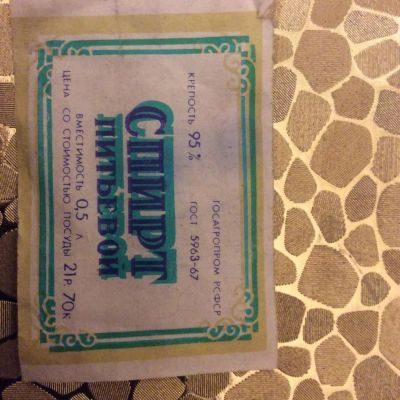 ГОСАГРОПРОМ РСФСР
КРЕПОСТЬ 95% ГОСТ 5963-67
СПИРТ
ПИТЬЕВОЙ
ВМЕСТИМОСТЬ 0,5 л
ЦЕНА СО СТОИМОСТЬЮ ПОСУДЫ 21 р. 70 к.